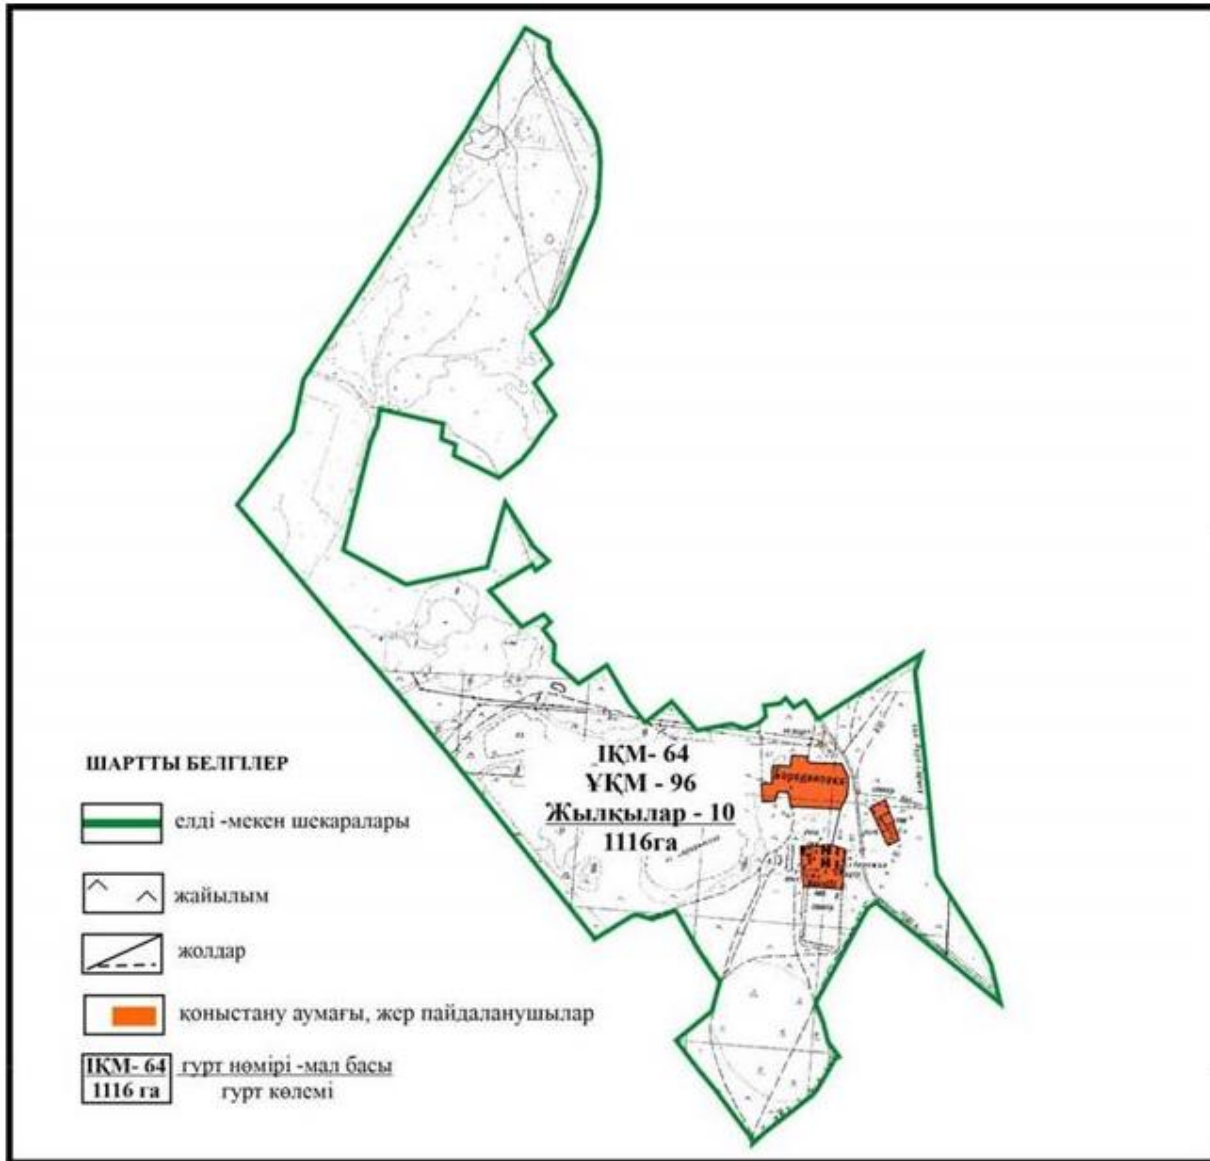 ІҚМ- 64
ҰҚМ - 96
Жылқылар - 10
1116га
ШАРТТЫ БЕЛГІЛЕР
елді -мекен шекаралары
жайылым
жолдар
қоныстану аумағы, жер пайдаланушылар
ІҚМ- 64 гурт нөмірі -мал басы
1116 га гурт көлемі